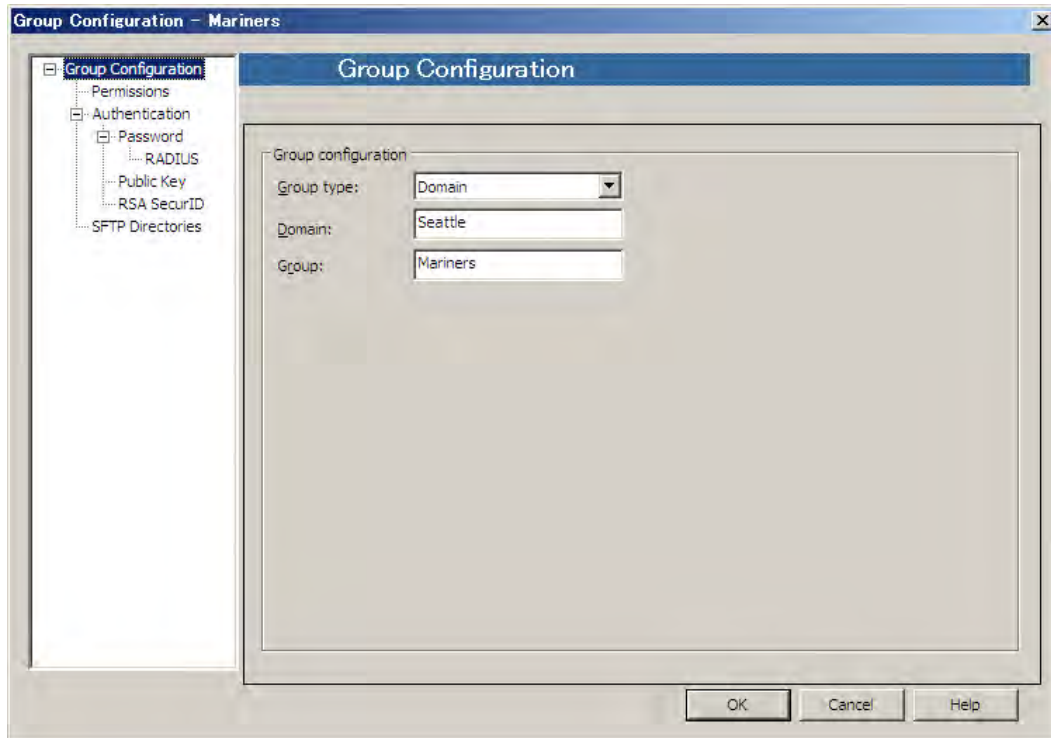 Group Configuration - Mariners
Group Configuration
Permissions
Authentication
Password
RADIUS
Public Key
RSA SecurID
SFTP Directories
Group Configuration
Group configuration
Group type:
Domain
Domain:
Seattle
Group:
Mariners
OK
Cancel
Help